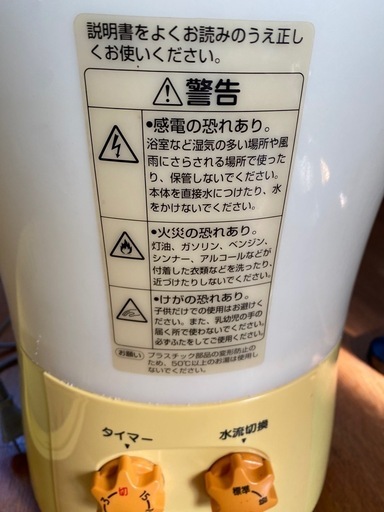 説明書をよくお読みのうえ正し
くお使いください。
警告
•感電の恐れあり。
浴室など湿気の多い場所や風
雨にさらされる場所で使った
り、保管しないでください。
本体を直接水につけたり、水
をかけないでください。
•火災の恐れあり。
灯油、ガソリン、ベンジン、
シンナー、アルコールなどが
付着した衣類などを洗ったり、
近づけたりしないでください。
•けがの恐れあり。
子供だけでの使用はお避けく
ださい。また、乳幼児の手の
届く所で使わないでください。
必ずふたをしてご使用ください。
お願い プラスチック部品の変形防止の
ため、50℃以上のお湯は使用し
ないでください。
タイマー 水流切換
切 標準